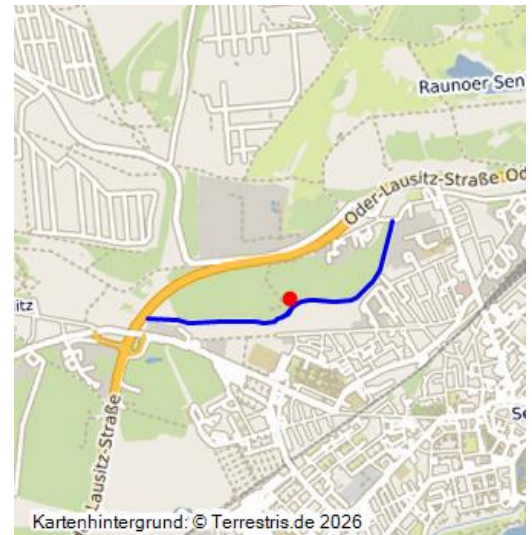 Raunoer Sen
Oder-Lausitz-Straße Od
itz
Lausitz-Straße
Se
Kartenhintergrund: © Terrestris.de 2026